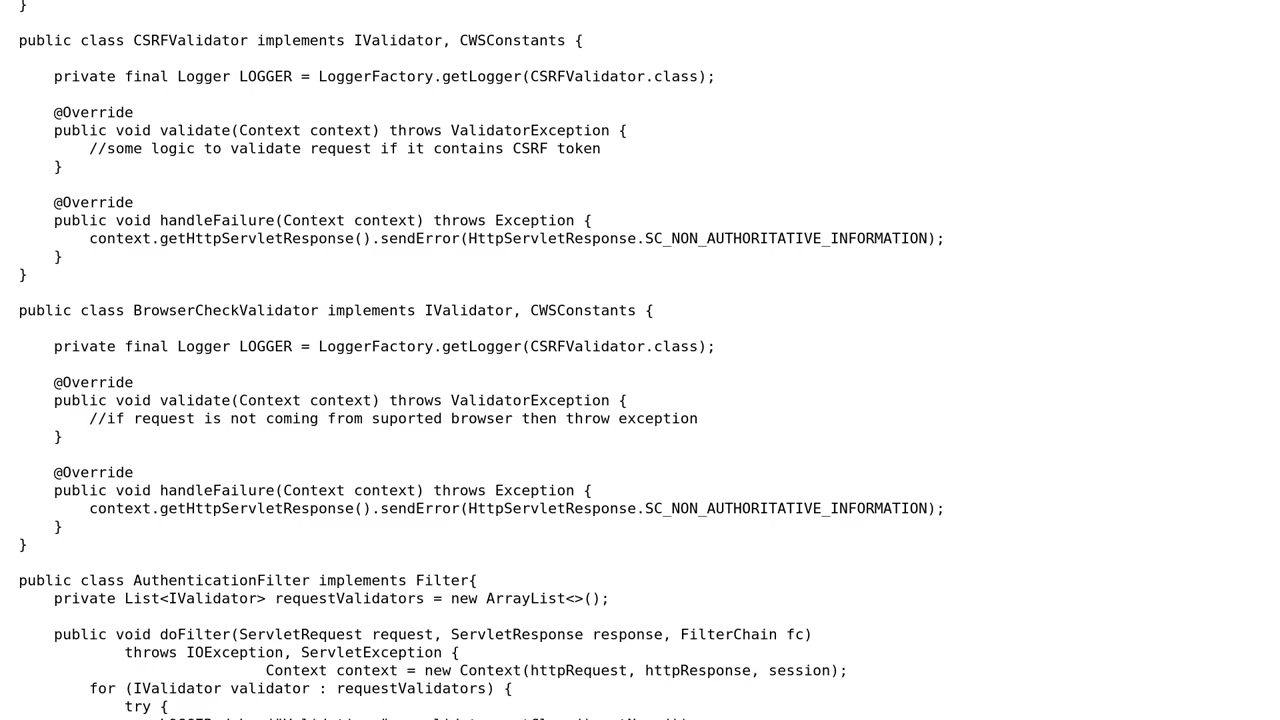 }
public class CSRFValidator implements IValidator, CWSConstants {
private final Logger LOGGER = LoggerFactory.getLogger(CSRFValidator.class);
@Override
public void validate(Context context) throws ValidatorException {
//some logic to validate request if it contains CSRF token
}
@Override
public void handleFailure(Context context) throws Exception {
context.getHttpServletResponse().sendError(HttpServletResponse.SC_NON_AUTHORITATIVE_INFORMATION);
}
}
public class BrowserCheckValidator implements IValidator, CWSConstants {
private final Logger LOGGER = LoggerFactory.getLogger(CSRFValidator.class);
@Override
public void validate(Context context) throws ValidatorException {
//if request is not coming from suported browser then throw exception
}
@Override
public void handleFailure(Context context) throws Exception {
context.getHttpServletResponse().sendError(HttpServletResponse.SC_NON_AUTHORITATIVE_INFORMATION);
}
}
public class AuthenticationFilter implements Filter{
private List<IValidator> requestValidators = new ArrayList<>();
public void doFilter(ServletRequest request, ServletResponse response, FilterChain fc)
throws IOException, ServletException {
Context context = new Context(httpRequest, httpResponse, session);
for (IValidator validator : requestValidators) {
try {